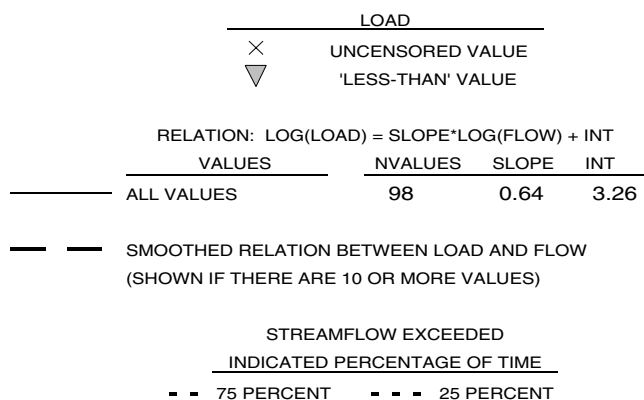 LOAD
UNCENSORED VALUE
'LESS-THAN' VALUE
RELATION: LOG(LOAD) = SLOPE*LOG(FLOW) + INT
VALUES NVALUES SLOPE INT
ALL VALUES 98 0.64 3.26
SMOOTHED RELATION BETWEEN LOAD AND FLOW
(SHOWN IF THERE ARE 10 OR MORE VALUES)
STREAMFLOW EXCEEDED
INDICATED PERCENTAGE OF TIME
75 PERCENT 25 PERCENT